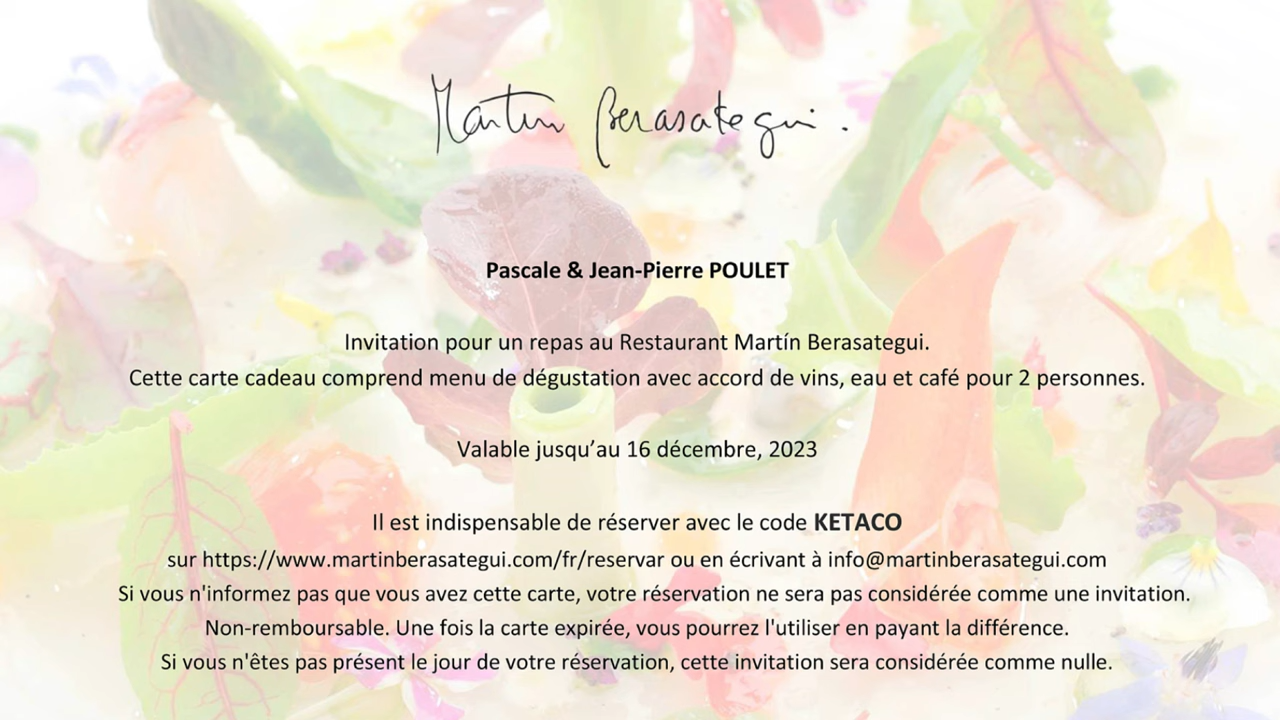 Martín Berasategui.
Pascale & Jean-Pierre POULET
Invitation pour un repas au Restaurant Martín Berasategui.
Cette carte cadeau comprend menu de dégustation avec accord de vins, eau et café pour 2 personnes.
Valable jusqu’au 16 décembre, 2023
Il est indispensable de réserver avec le code KETACO
sur https://www.martinberasategui.com/fr/reservar ou en écrivant à info@martinberasategui.com
Si vous n'informez pas que vous avez cette carte, votre réservation ne sera pas considérée comme une invitation.
Non-remboursable. Une fois la carte expirée, vous pourrez l'utiliser en payant la différence.
Si vous n'êtes pas présent le jour de votre réservation, cette invitation sera considérée comme nulle.